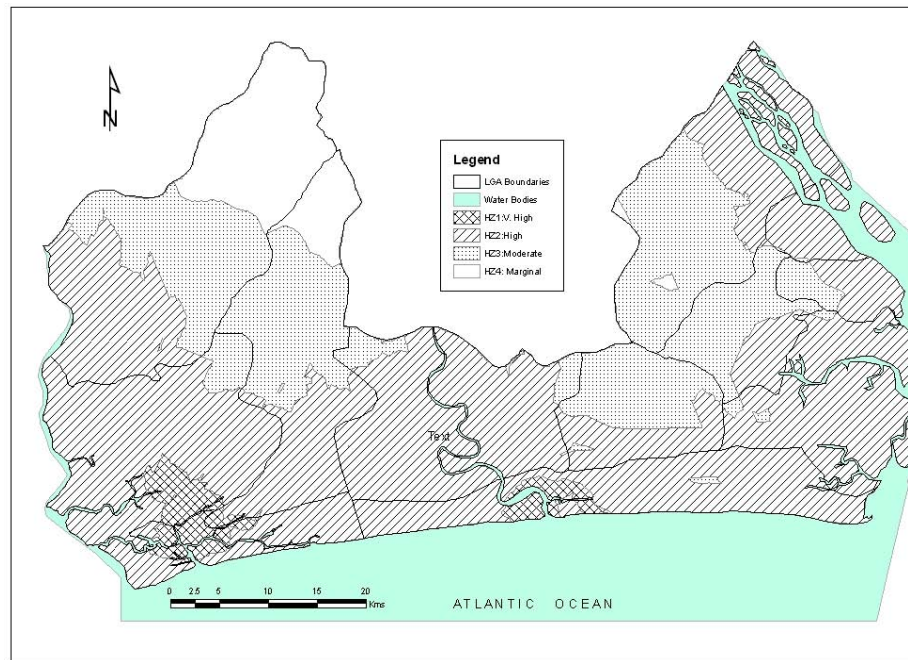 N
Legend
LGA Boundaries
Water Bodies
HZ1:V. High
HZ2:High
HZ3:Moderate
HZ4: Marginal
Text
0 2.5 5 10 15 20
Kms
ATLANTIC OCEAN